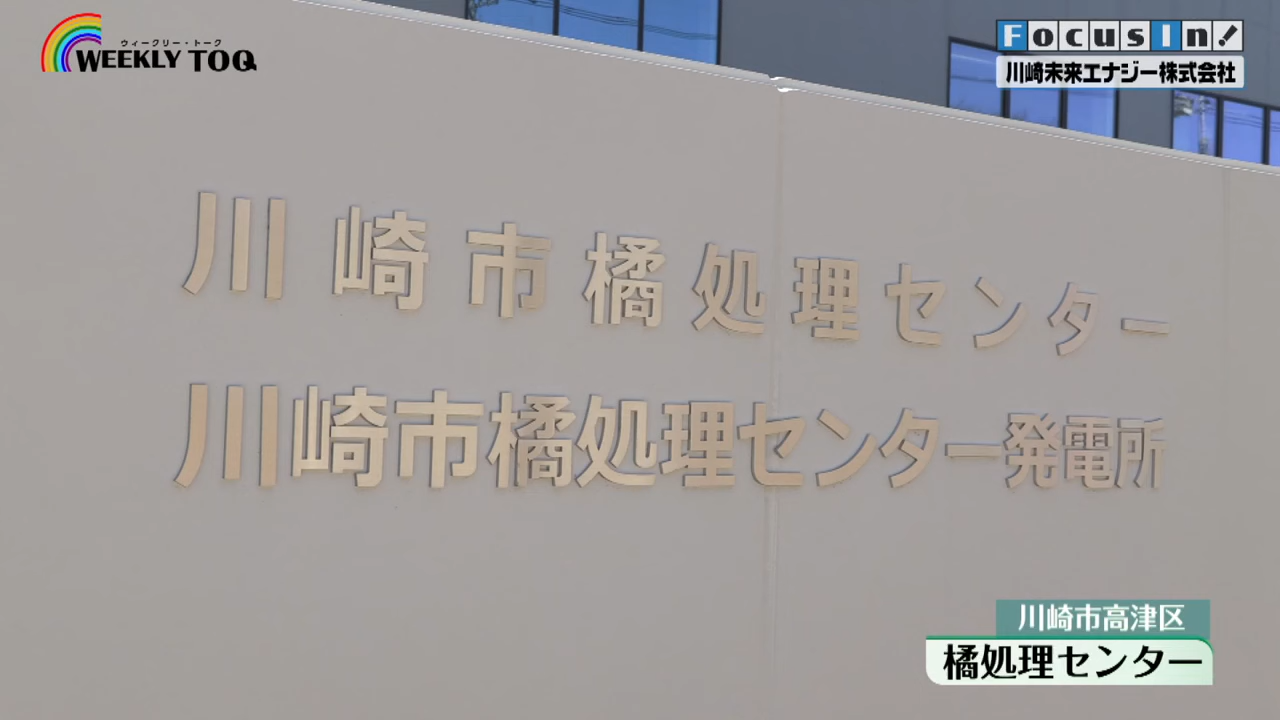 ウィークリー・トーク
WEEKLY TOQ
Focus In!
川崎未来エナジー株式会社
川崎市橘処理センター
川崎市橘処理センター発電所
川崎市高津区
橘処理センター